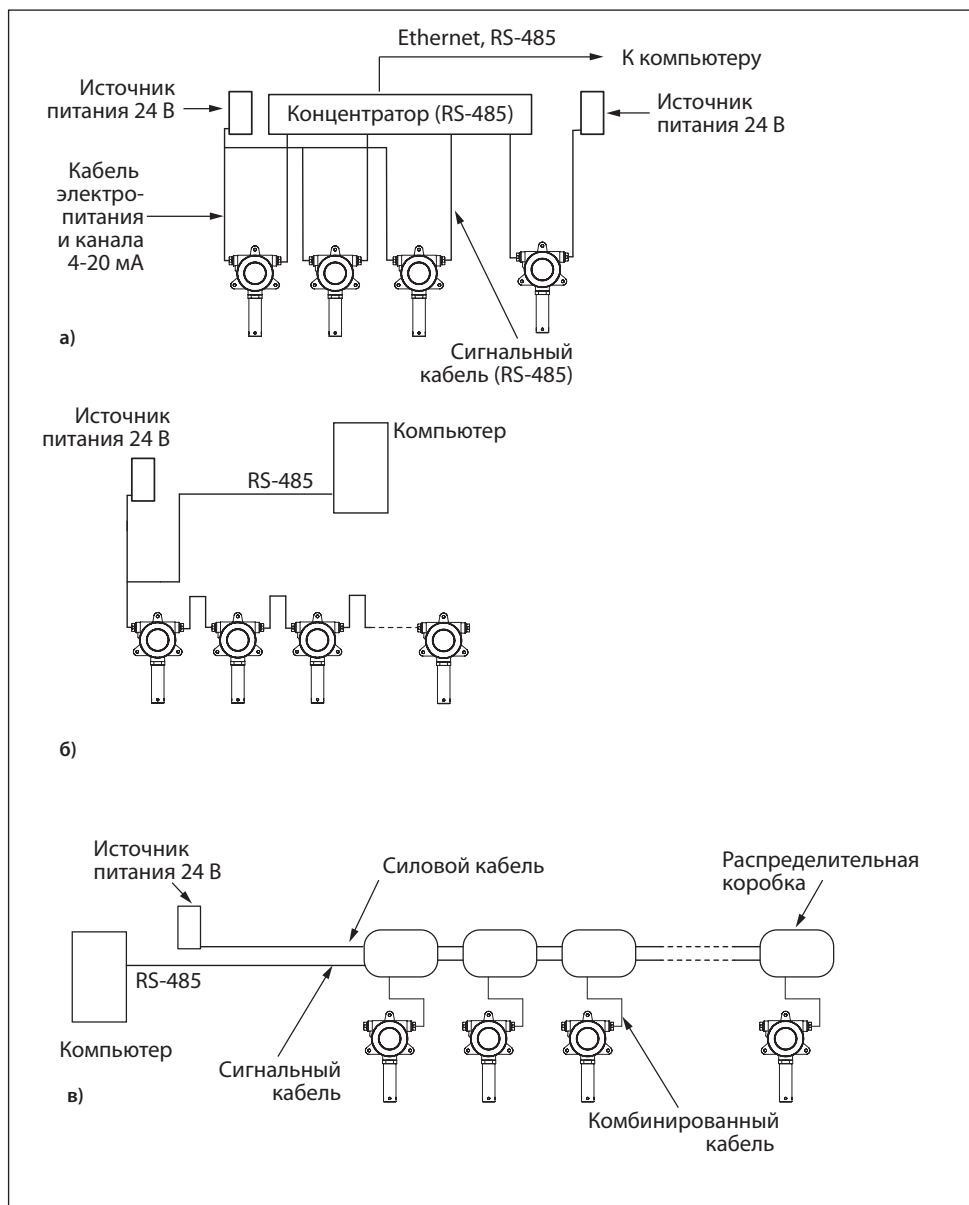 Ethernet, RS-485
К компьютеру
Источник
питания 24 В
Концентратор (RS-485)
Источник
питания 24 В
Кабель
электро-
питания
и канала
4-20 мА
а)
Сигнальный
кабель (RS-485)
Источник
питания 24 В
Компьютер
RS-485
б)
Источник
питания 24 В
Силовой кабель
Распределительная
коробка
RS-485
Компьютер
Сигнальный
кабель
в)
Комбинированный
кабель